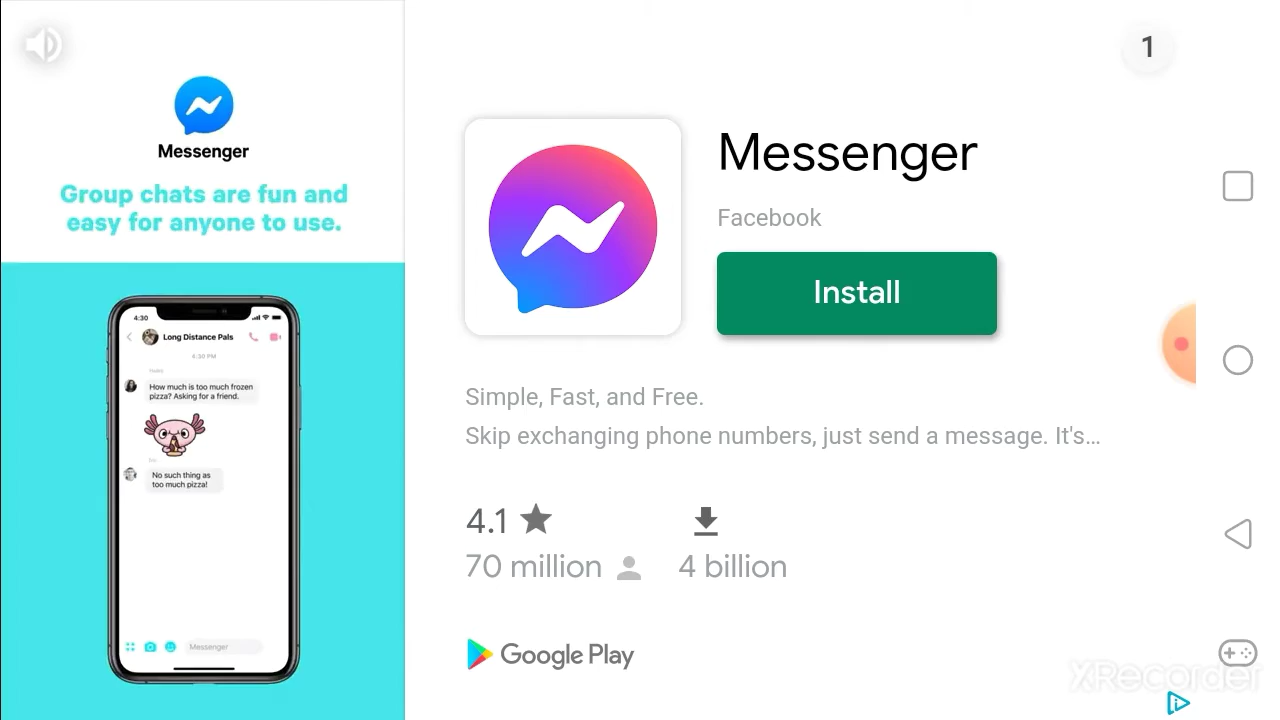 Messenger
Group chats are fun and
easy for anyone to use.
4:30
Long Distance Pals
4:30 PM
How much is too much frozen
pizza? Asking for a friend.
No such thing as
too much pizza!
Messenger
1
Messenger
Facebook
Install
Simple, Fast, and Free.
Skip exchanging phone numbers, just send a message. It's...
4.1
70 million
4 billion
Google Play
XRecorder